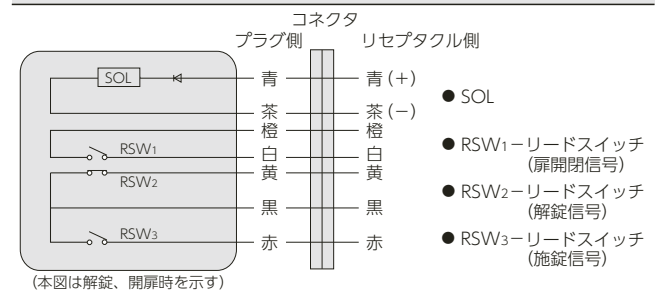 コネクタ
プラグ側 リセプタクル側
SOL 青 青(+)
茶 茶(−)
橙 橙
RSW1 白 白
黄 黄
RSW2
黒 黒
RSW3 赤 赤
(本図は解錠、開扉時を示す)
● SOL
● RSW1−リードスイッチ
(扉開閉信号)
● RSW2−リードスイッチ
(解錠信号)
● RSW3−リードスイッチ
(施錠信号)